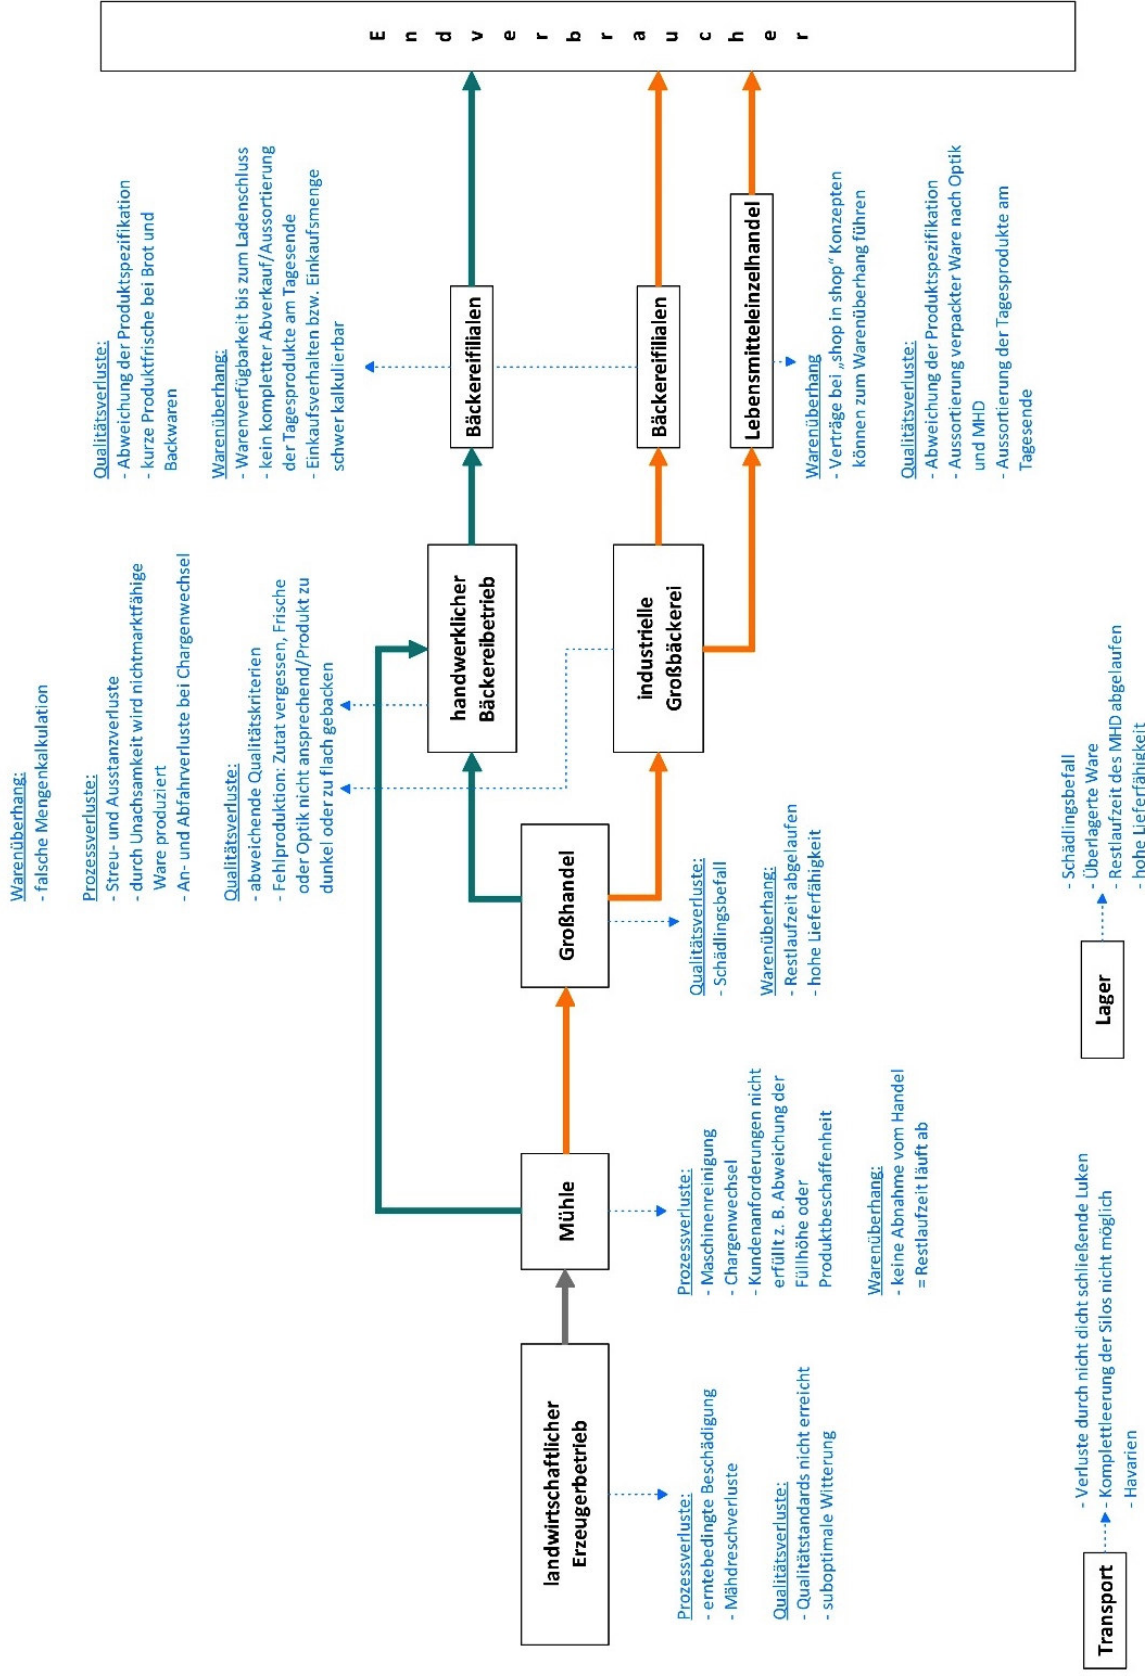 Warenüberhang:
- falsche Mengenkalkulation
Prozessverluste:
- Streu- und Ausstanzverluste
- durch Unachsamkeit wird nichtmarktfähige
Ware produziert
- An- und Abfahrverluste bei Chargenwechsel
Qualitätsverluste:
- abweichende Qualitätskriterien
- Fehlproduktion: Zutat vergessen, Frische
oder Optik nicht ansprechend/Produkt zu
dunkel oder zu flach gebacken
Qualitätsverluste:
- Abweichung der Produktspezifikation
- kurze Produktfrische bei Brot und
Backwaren
Warenüberhang:
- Warenverfügbarkeit bis zum Ladenschluss
- kein kompletter Abverkauf/Aussortierung
der Tagesprodukte am Tagesende
- Einkaufsverhalten bzw. Einkaufsmenge
schwer kalkulierbar
landwirtschaftlicher
Erzeugerbetrieb
Mühle
Großhandel
handwerklicher
Bäckereibetrieb
industrielle
Großbäckerei
Bäckereifilialen
Bäckereifilialen
Lebensmitteleinzelhandel
Endverbraucher
Prozessverluste:
- erntebedingte Beschädigung
- Mähdreschverluste
Qualitätsverluste:
- Qualitätstandards nicht erreicht
- suboptimale Witterung
Prozessverluste:
- Maschinenreinigung
- Chargenwechsel
- Kundenanforderungen nicht
erfüllt z. B. Abweichung der
Füllhöhe oder
Produktbeschaffenheit
Warenüberhang:
- keine Abnahme vom Handel
= Restlaufzeit läuft ab
Qualitätsverluste:
- Schädlingsbefall
Warenüberhang:
- Restlaufzeit abgelaufen
- hohe Lieferfähigkeit
Warenüberhang
- Verträge bei „shop in shop“ Konzepten
können zum Warenüberhang führen
Qualitätsverluste:
- Abweichung der Produktspezifikation
- Aussortierung verpackter Ware nach Optik
und MHD
- Aussortierung der Tagesprodukte am
Tagesende
Transport
- Verluste durch nicht dicht schließende Luken
- Komplettleerung der Silos nicht möglich
- Havarien
Lager
- Schädlingsbefall
- Überlagerte Ware
- Restlaufzeit des MHD abgelaufen
- hohe Lieferfähigkeit